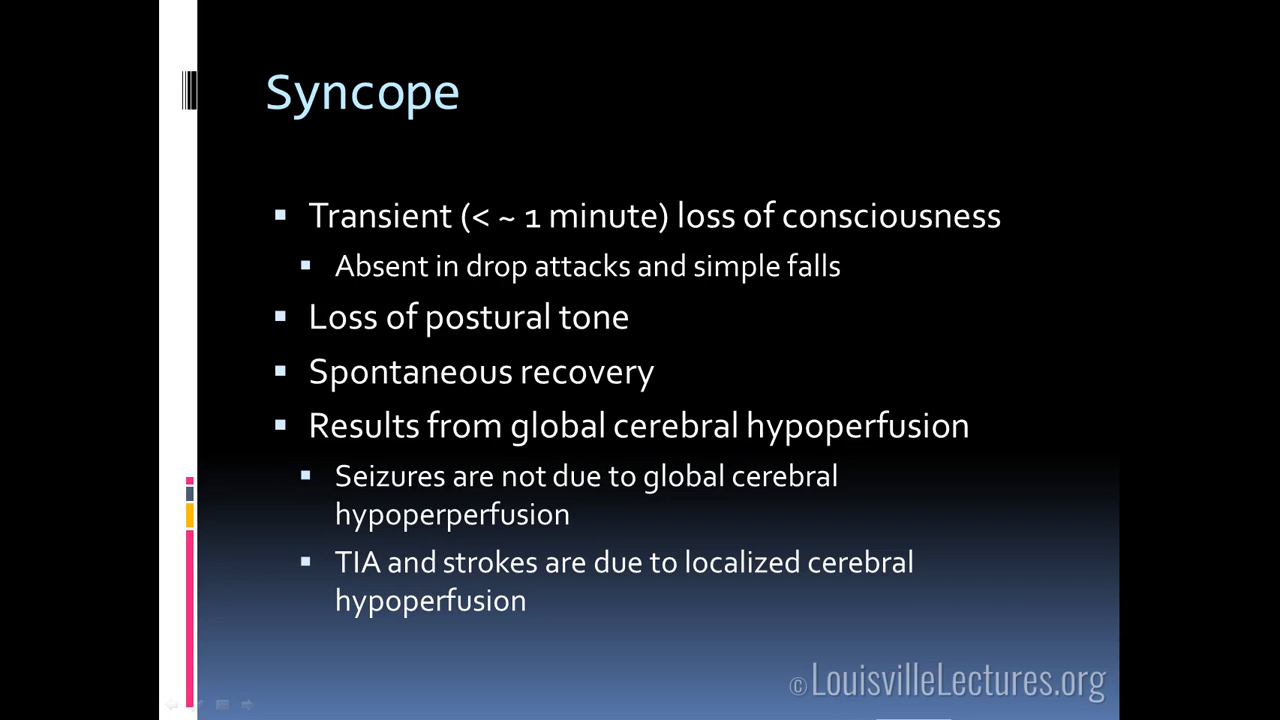 Syncope
Transient (< ~ 1 minute) loss of consciousness
Absent in drop attacks and simple falls
Loss of postural tone
Spontaneous recovery
Results from global cerebral hypoperfusion
Seizures are not due to global cerebral
hypoperperfusion
TIA and strokes are due to localized cerebral
hypoperfusion
© LouisvilleLectures.org